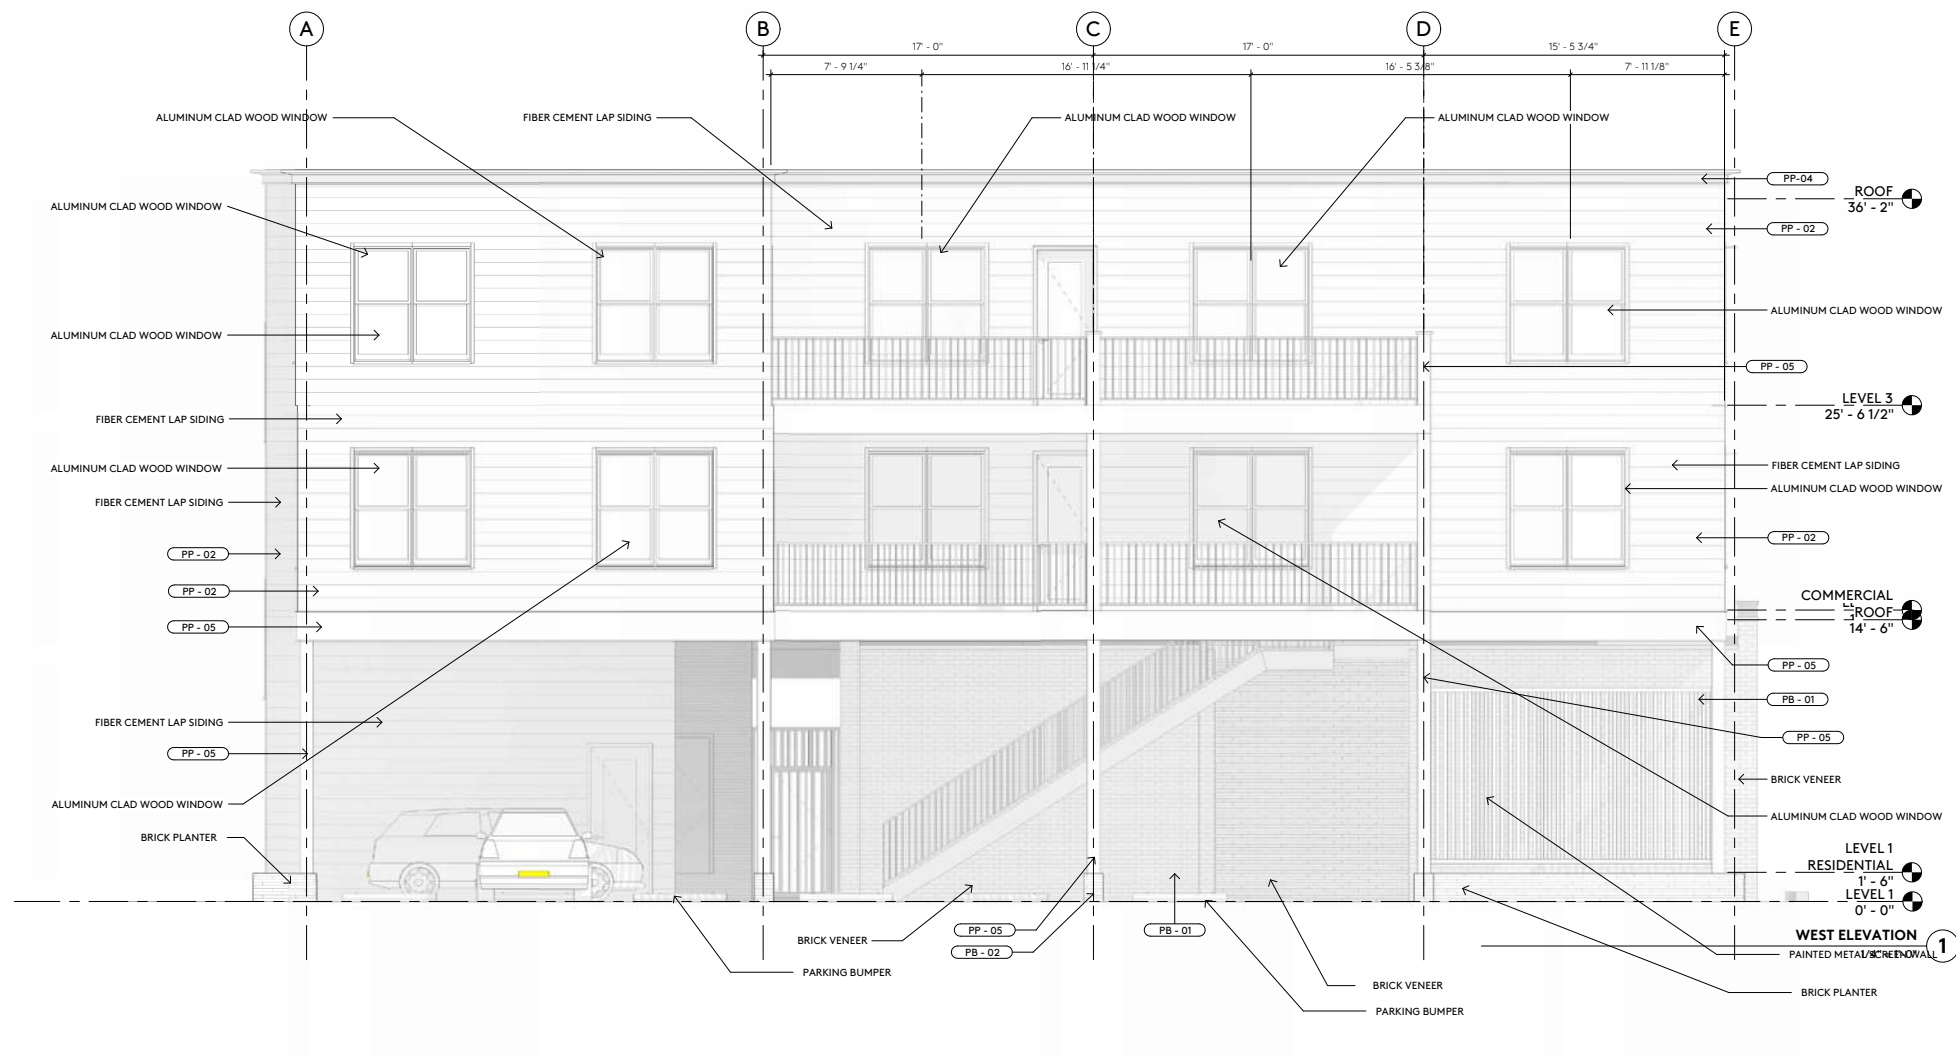 A
B
C
D
E
17' - 0"
17' - 0"
15' - 5 3/4"
7' - 9 1/4"
16' - 11 1/4"
16' - 5 3/8"
7' - 11 1/8"
ALUMINUM CLAD WOOD WINDOW
FIBER CEMENT LAP SIDING
ALUMINUM CLAD WOOD WINDOW
ALUMINUM CLAD WOOD WINDOW
PP-04
ROOF
36' - 2"
ALUMINUM CLAD WOOD WINDOW
PP - 02
ALUMINUM CLAD WOOD WINDOW
ALUMINUM CLAD WOOD WINDOW
PP - 05
LEVEL 3
25' - 6 1/2"
FIBER CEMENT LAP SIDING
ALUMINUM CLAD WOOD WINDOW
FIBER CEMENT LAP SIDING
FIBER CEMENT LAP SIDING
ALUMINUM CLAD WOOD WINDOW
PP - 02
PP - 02
PP - 02
COMMERCIAL
ROOF
14' - 6"
PP - 05
PP - 05
PB - 01
FIBER CEMENT LAP SIDING
PP - 05
PP - 05
BRICK VENEER
ALUMINUM CLAD WOOD WINDOW
ALUMINUM CLAD WOOD WINDOW
BRICK PLANTER
LEVEL 1
RESIDENTIAL
1' - 6"
LEVEL 1
0' - 0"
PP - 05
PB - 01
BRICK VENEER
PB - 02
WEST ELEVATION
1
PAINTED METAL SCREEN WALL
PARKING BUMPER
BRICK VENEER
BRICK PLANTER
PARKING BUMPER